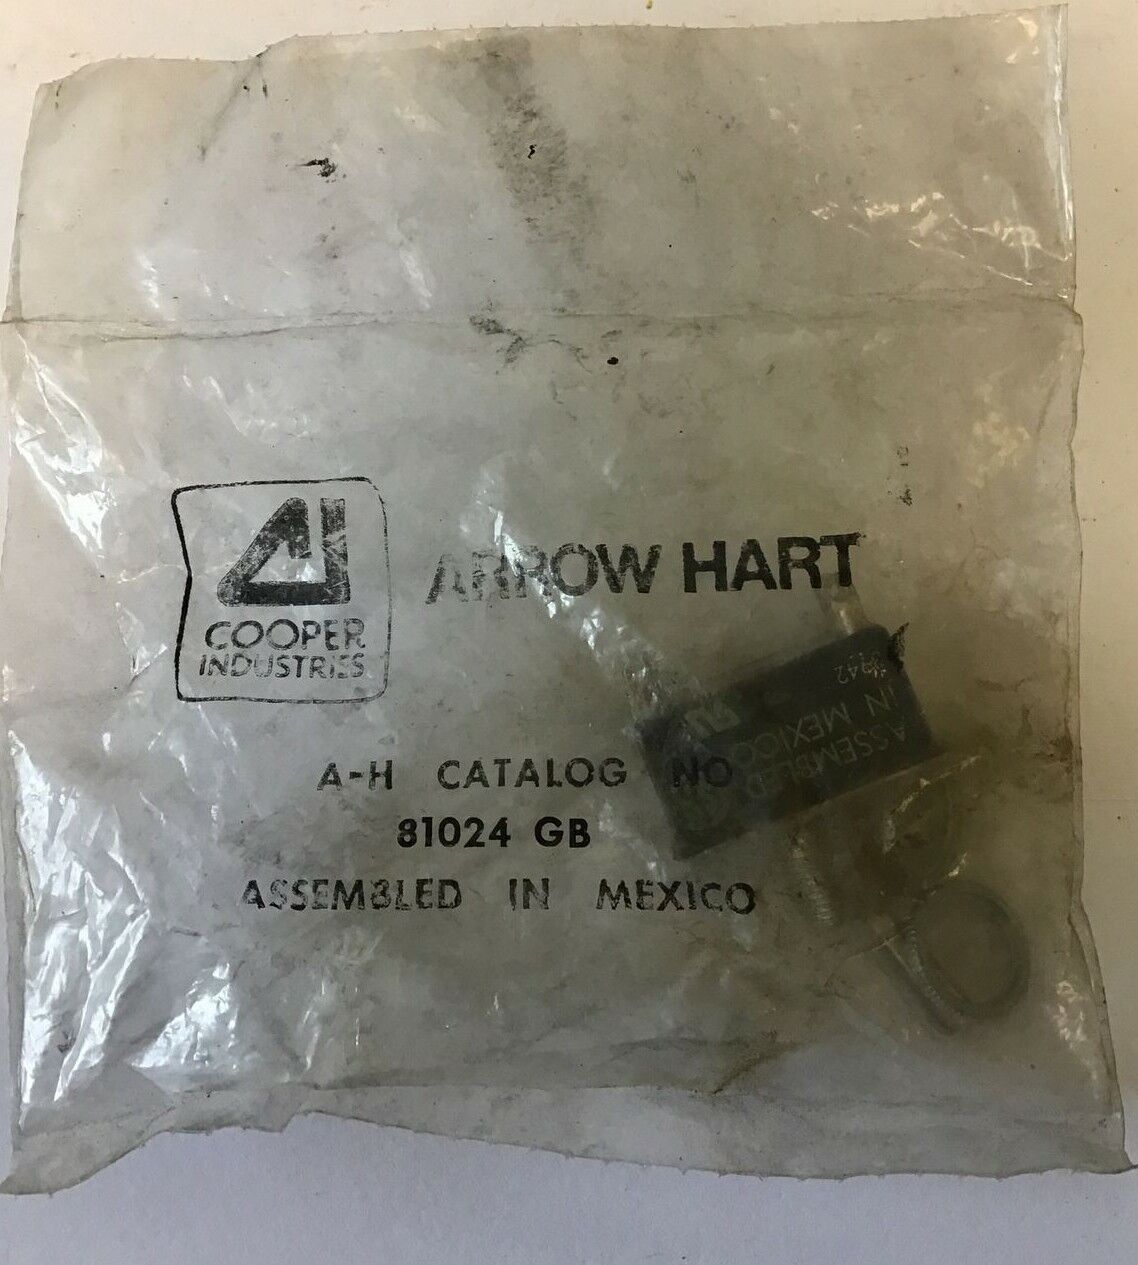 COOPER
INDUSTRIES
ARROW HART
A-H CATALOG NO
81024 GB
ASSEMBLED IN MEXICO
ASSEMBLED
IN MEXICO